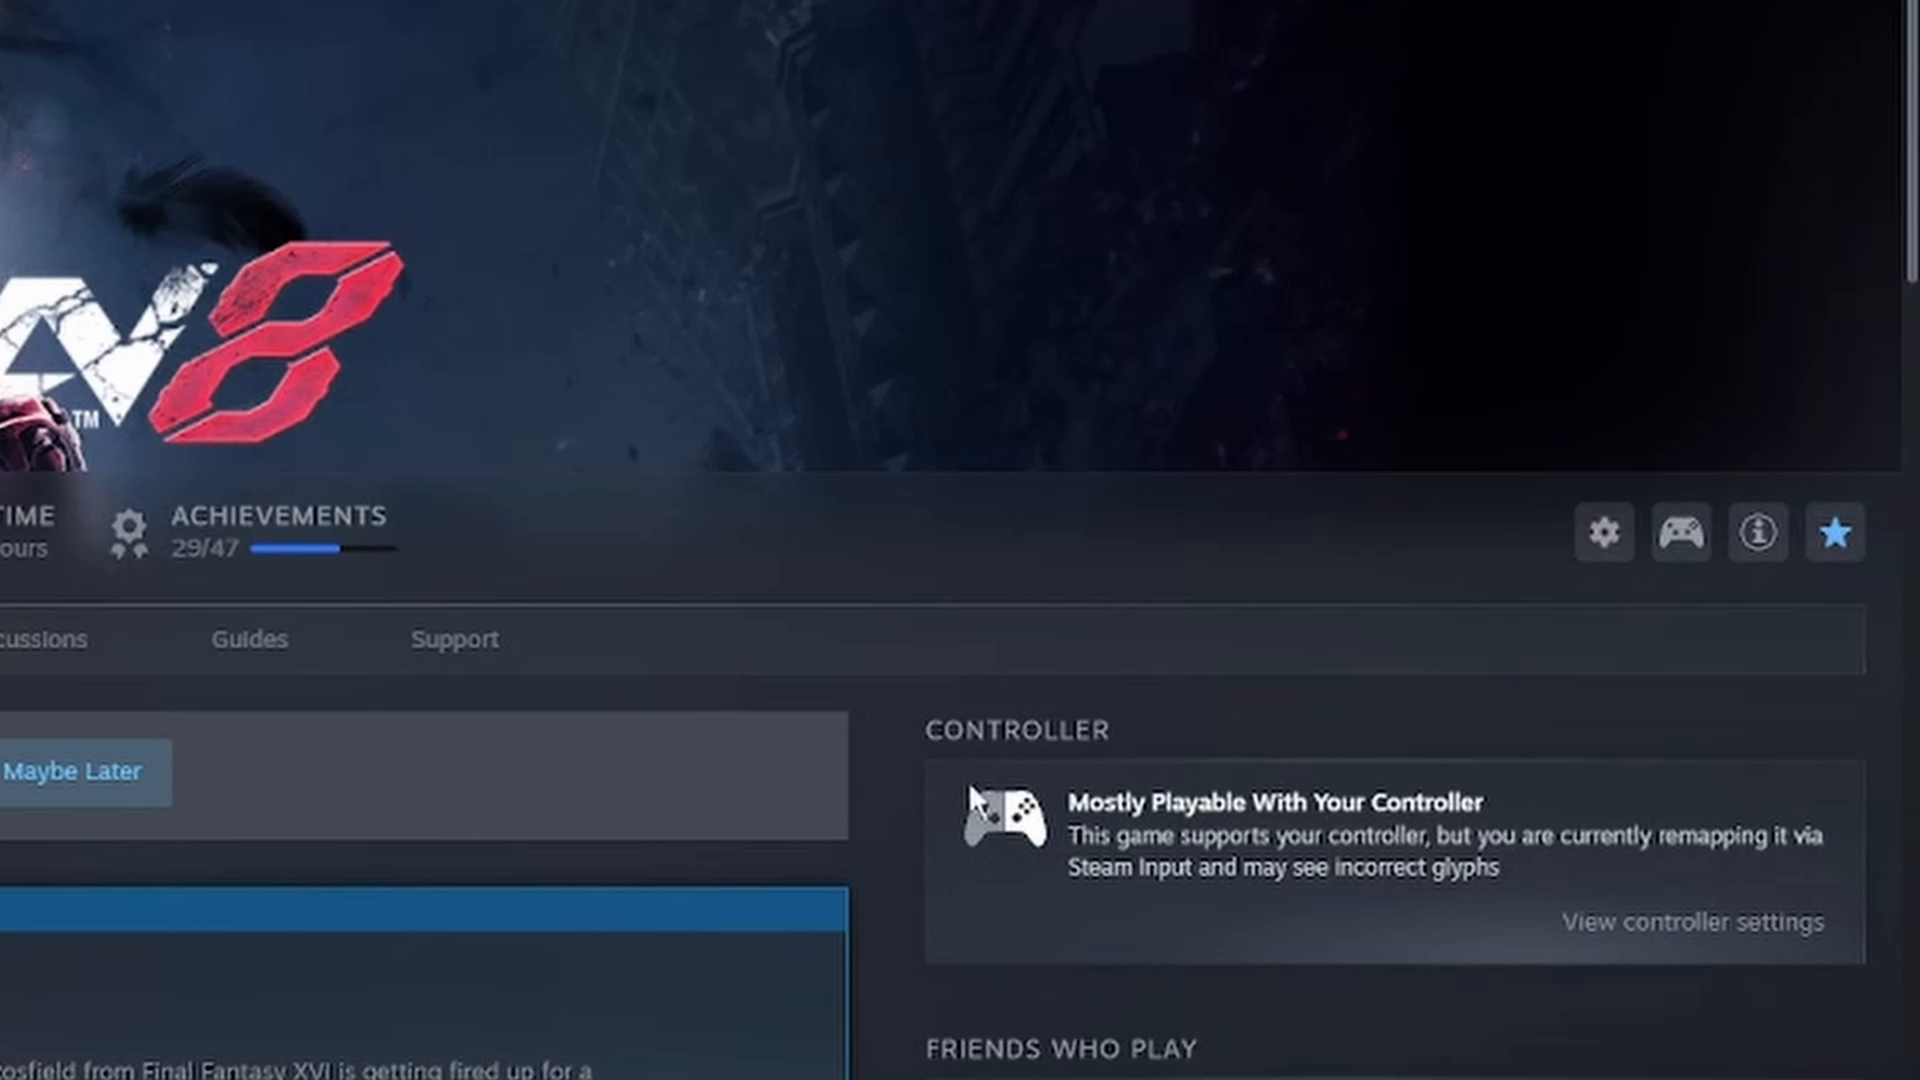 8
TM
TIME
ACHIEVEMENTS
ours
29/47
cussions
Guides
Support
CONTROLLER
Maybe Later
Mostly Playable With Your Controller
This game supports your controller, but you are currently remapping it via
Steam Input and may see incorrect glyphs
View controller settings
FRIENDS WHO PLAY
osfield from Final Fantasy XVI is getting fired up for a